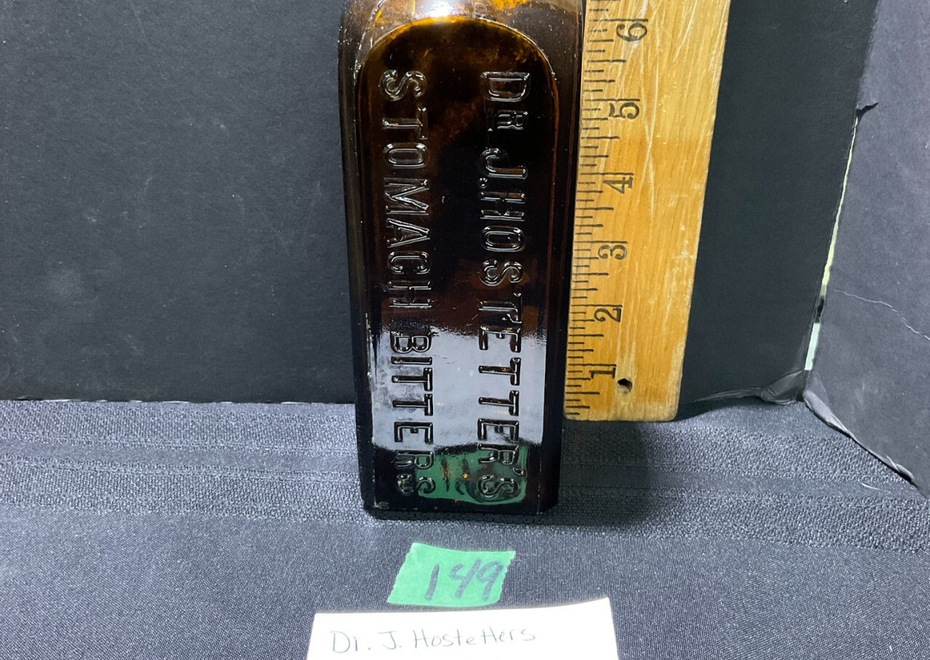 DR. J. HOSTETTER'S
STOMACH BITTERS
6
5
4
3
2
1
149
Dr. J. Hostetters